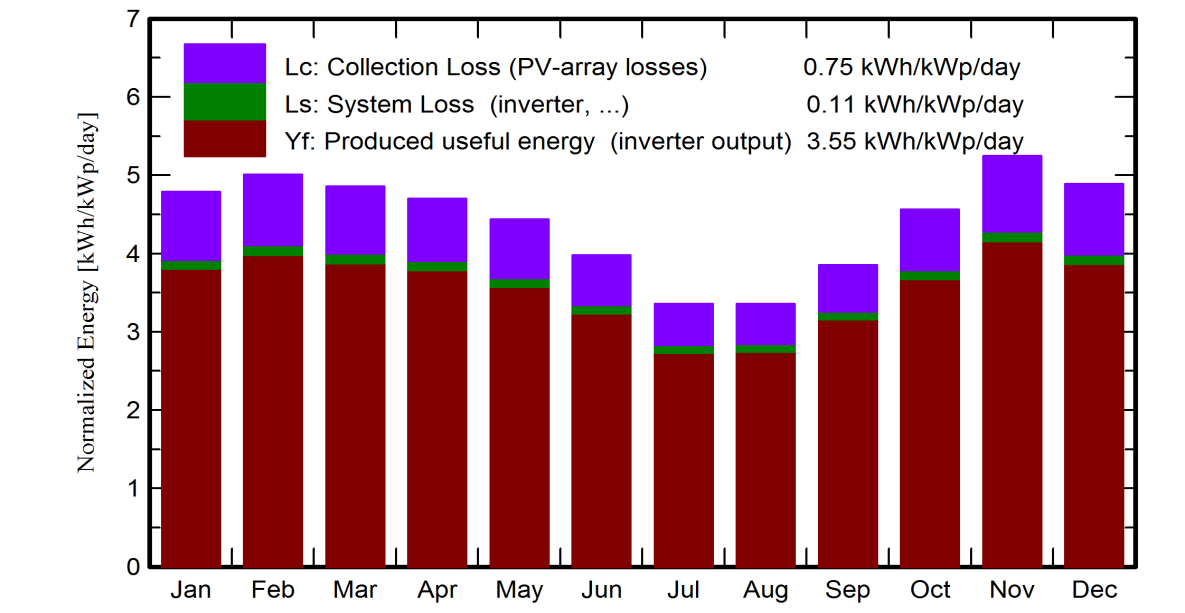 7
Lc: Collection Loss (PV-array losses) 0.75 kWh/kWp/day
6
Ls: System Loss (inverter, ...) 0.11 kWh/kWp/day
Yf: Produced useful energy (inverter output) 3.55 kWh/kWp/day
5
4
3
2
1
0
Normalized Energy [kWh/kWp/day]
Jan Feb Mar Apr May Jun Jul Aug Sep Oct Nov Dec